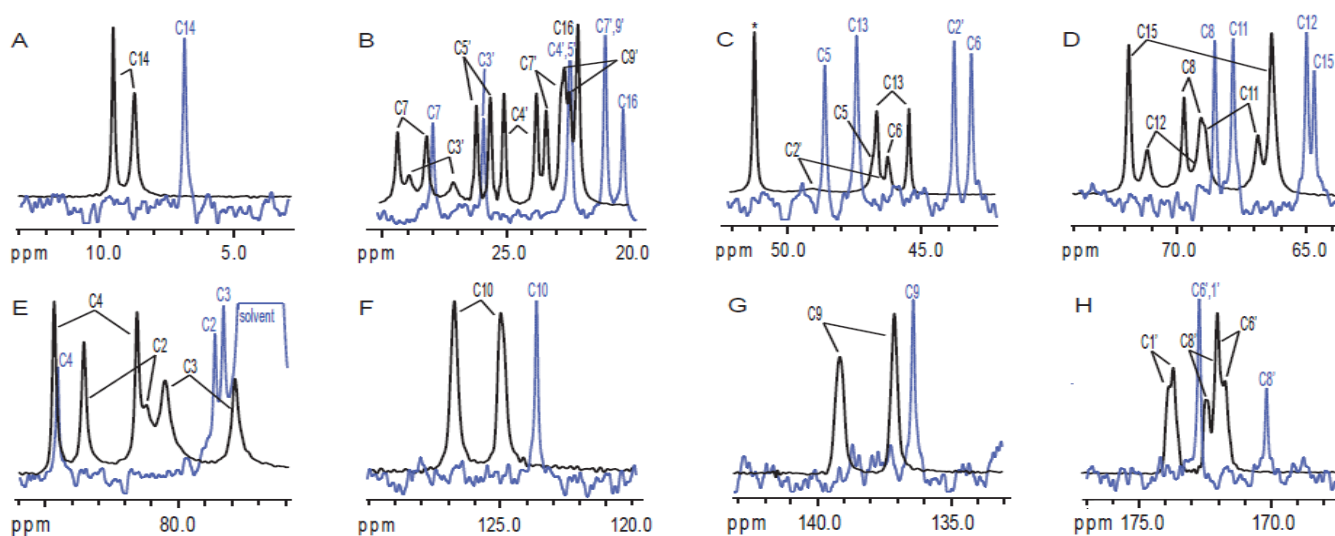 A
C14
C14
ppm
10.0
5.0
B
C16
C7',9'
C5'
C3'
C4',5'
C7'
C9'
C7
C7
C4'
C16
C3'
ppm
25.0
20.0
C
*
C13
C2'
C5
C6
C13
C5
C6
C2'
ppm
50.0
45.0
D
C12
C15
C8
C11
C15
C8
C11
C12
ppm
70.0
65.0
E
C4
C3
C2
solvent
C4
C2
C3
ppm
80.0
F
C10
C10
ppm
125.0
120.0
G
C9
C9
ppm
140.0
135.0
H
C6',1'
C6'
C1'
C8'
C8'
ppm
175.0
170.0